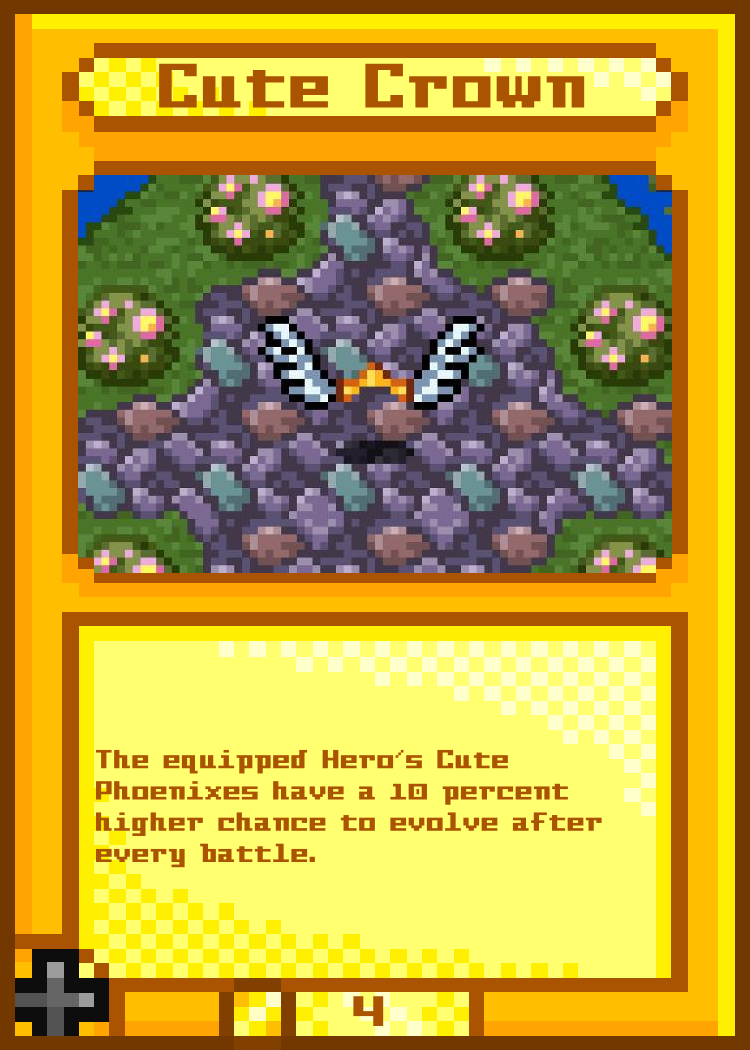 Cute Crown
The equipped Hero's Cute
Phoenixes have a 10 percent
higher chance to evolve after
every battle.
4